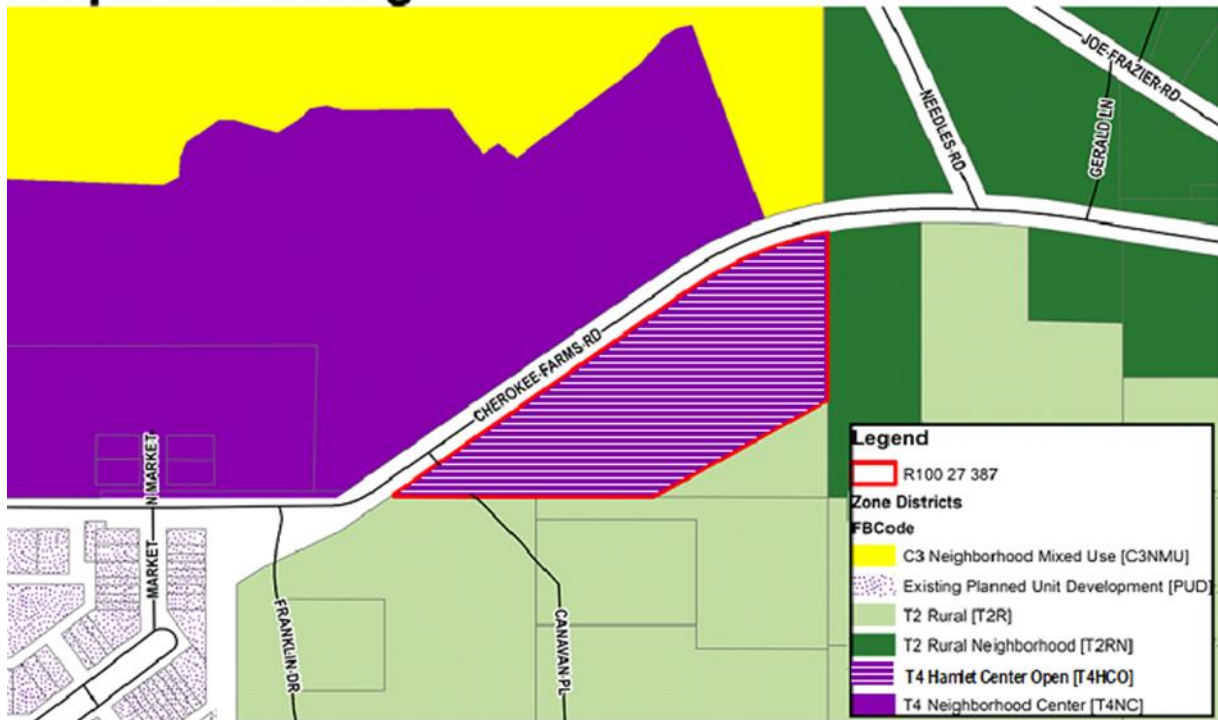 JOE FRAZIER RD
NEEDLES RD
GERALD LN
CHEROKEE FARMS RD
N MARKET
MARKET
FRANKLIN DR
CANAVAN PL
Legend
R100 27 387
Zone Districts
FBCode
C3 Neighborhood Mixed Use [C3NMU]
Existing Planned Unit Development [PUD]
T2 Rural [T2R]
T2 Rural Neighborhood [T2RN]
T4 Hamlet Center Open [T4HCO]
T4 Neighborhood Center [T4NC]